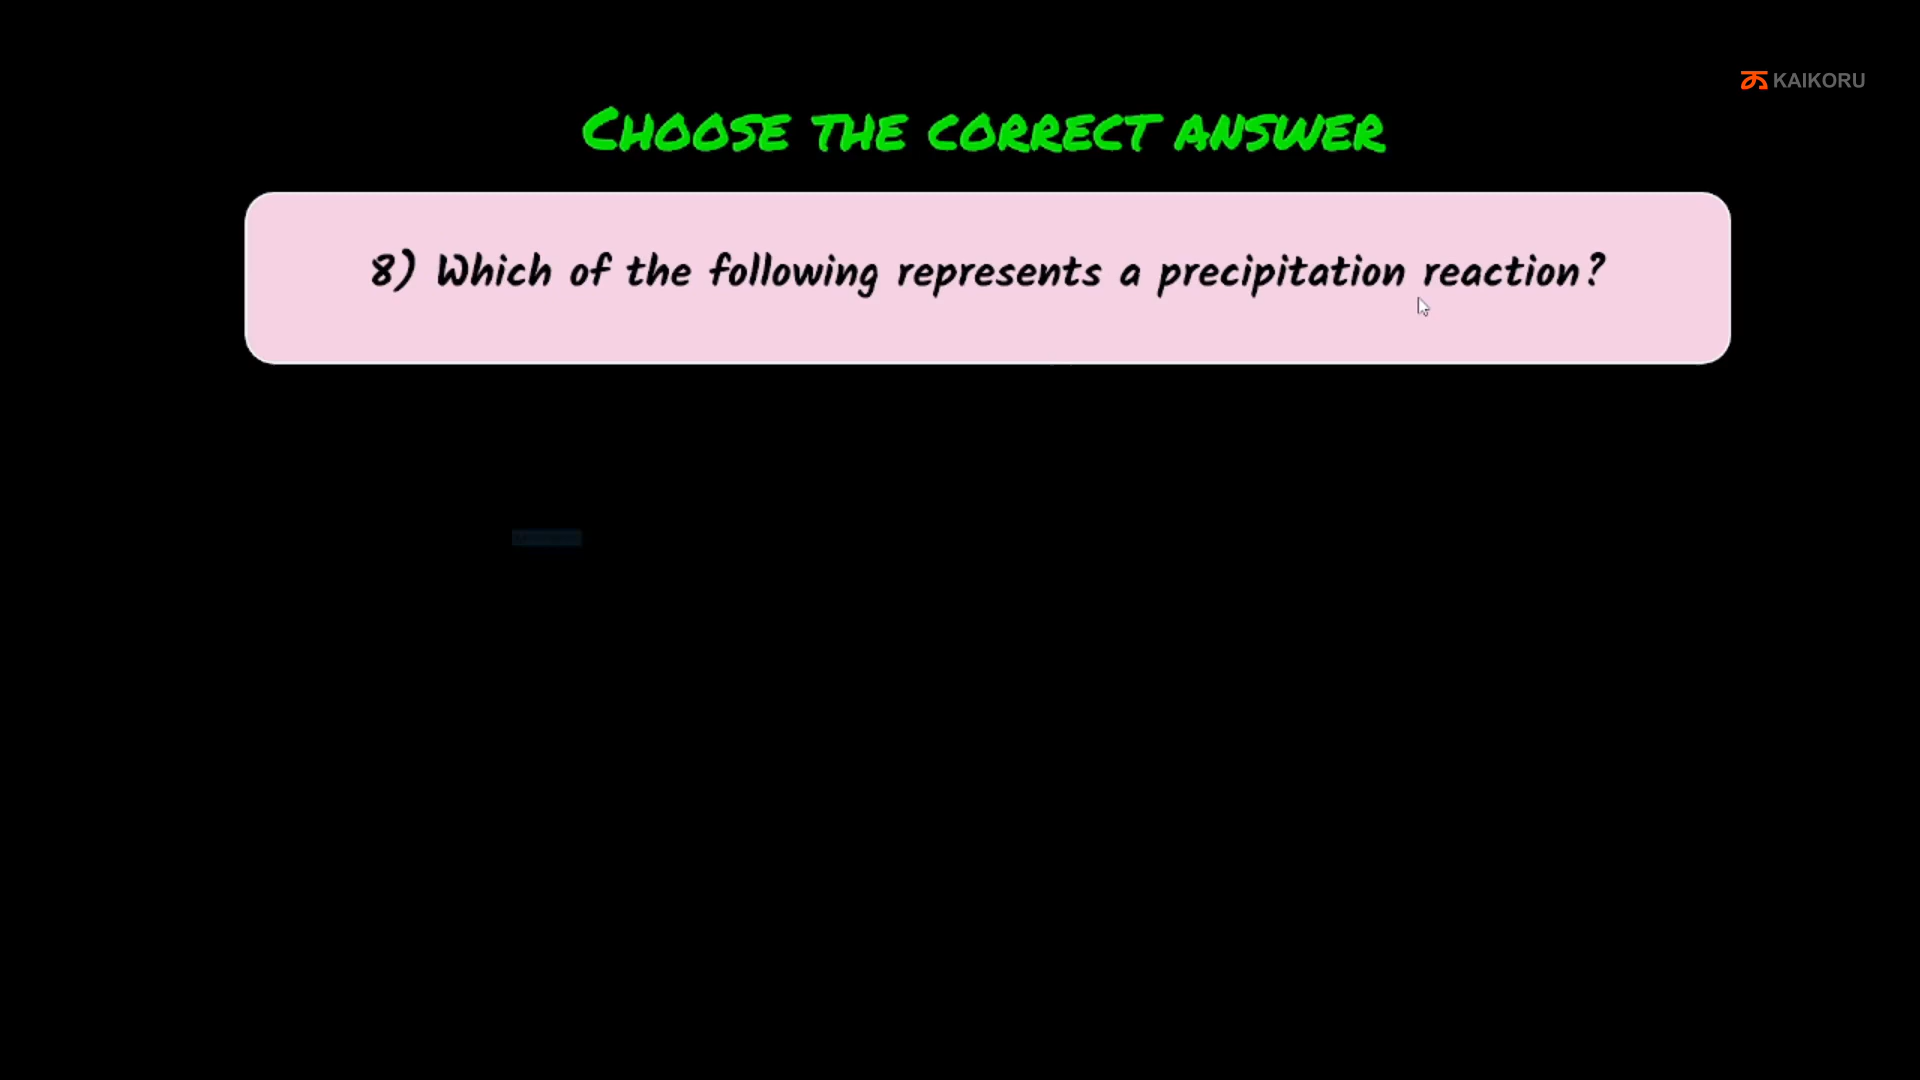 KAIKORU
CHOOSE THE CORRECT ANSWER
8) Which of the following represents a precipitation reaction?